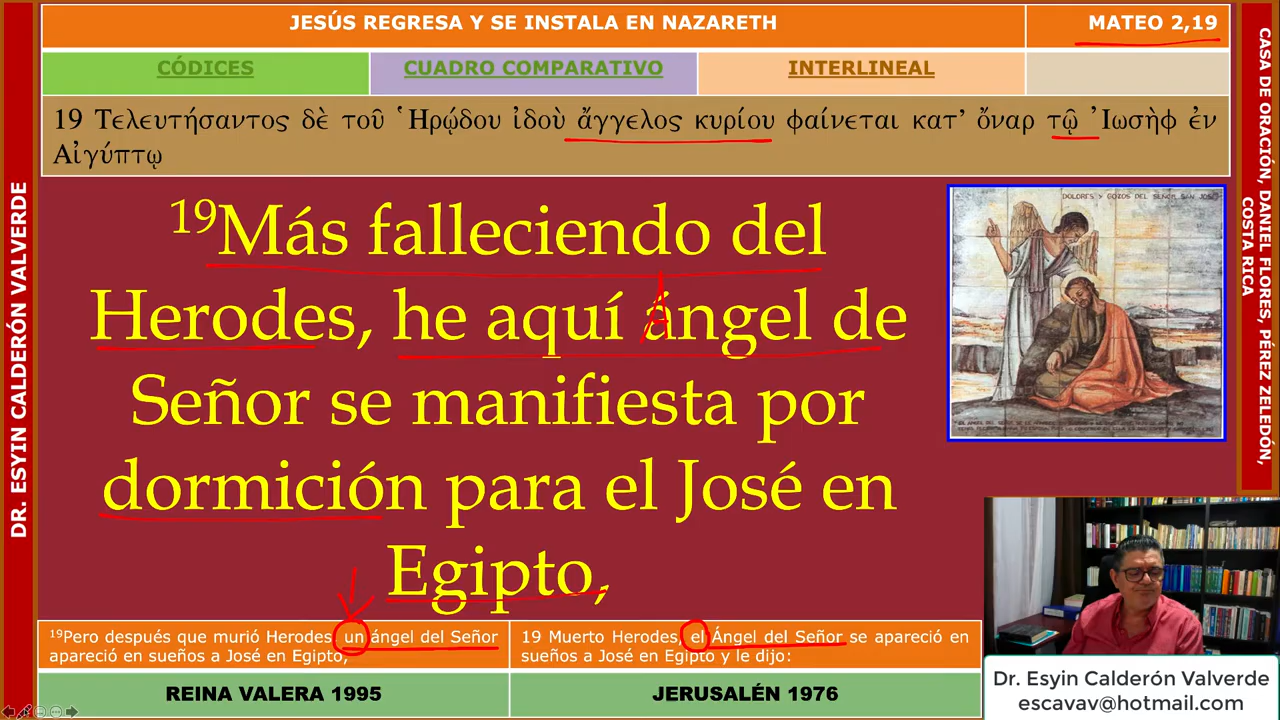 JESÚS REGRESA Y SE INSTALA EN NAZARETH
MATEO 2,19
CÓDICES
CUADRO COMPARATIVO
INTERLINEAL
19 Τελευτήσαντος δὲ τοῦ ῾Ηρῴδου ἰδοὺ ἄγγελος κυρίου φαίνεται κατ’ ὄναρ τῷ ᾿Ιωσὴφ ἐν
Αἰγύπτῳ
19Más falleciendo del
Herodes, he aquí ángel de
Señor se manifiesta por
dormición para el José en
Egipto,
DOLORES Y GOZOS DEL SEÑOR SAN JOSÉ
19Pero después que murió Herodes, un ángel del Señor
apareció en sueños a José en Egipto,
19 Muerto Herodes, el Ángel del Señor se apareció en
sueños a José en Egipto y le dijo:
REINA VALERA 1995
JERUSALÉN 1976
DR. ESYIN CALDERÓN VALVERDE
CASA DE ORACIÓN, DANIEL FLORES, PÉREZ ZELEDÓN,
COSTA RICA
Dr. Esyin Calderón Valverde
escavav@hotmail.com